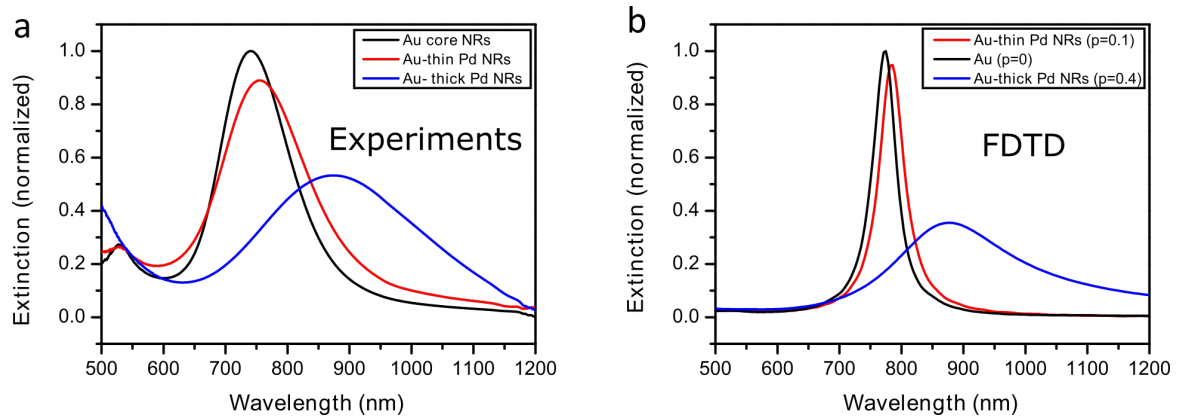 a
Extinction (normalized)
1.0
0.8
0.6
0.4
0.2
0.0
Au core NRs
Au-thin Pd NRs
Au- thick Pd NRs
Experiments
500 600 700 800 900 1000 1100 1200
Wavelength (nm)
b
Extinction (normalized)
1.0
0.8
0.6
0.4
0.2
0.0
Au-thin Pd NRs (p=0.1)
Au (p=0)
Au-thick Pd NRs (p=0.4)
FDTD
500 600 700 800 900 1000 1100 1200
Wavelength (nm)